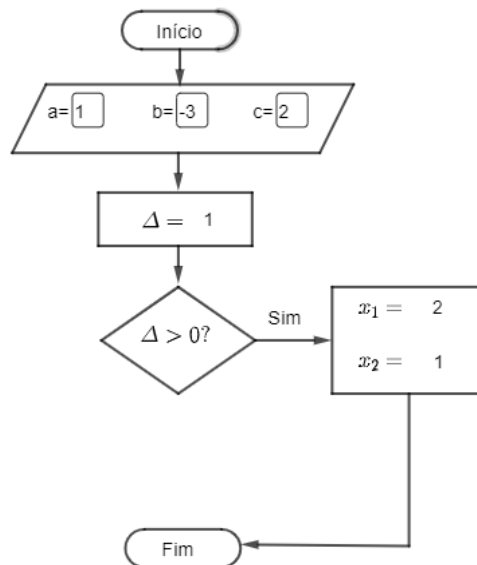 Início
a= 1 b= -3 c= 2
Δ = 1
Δ > 0?
Sim
x₁ = 2
x₂ = 1
Fim